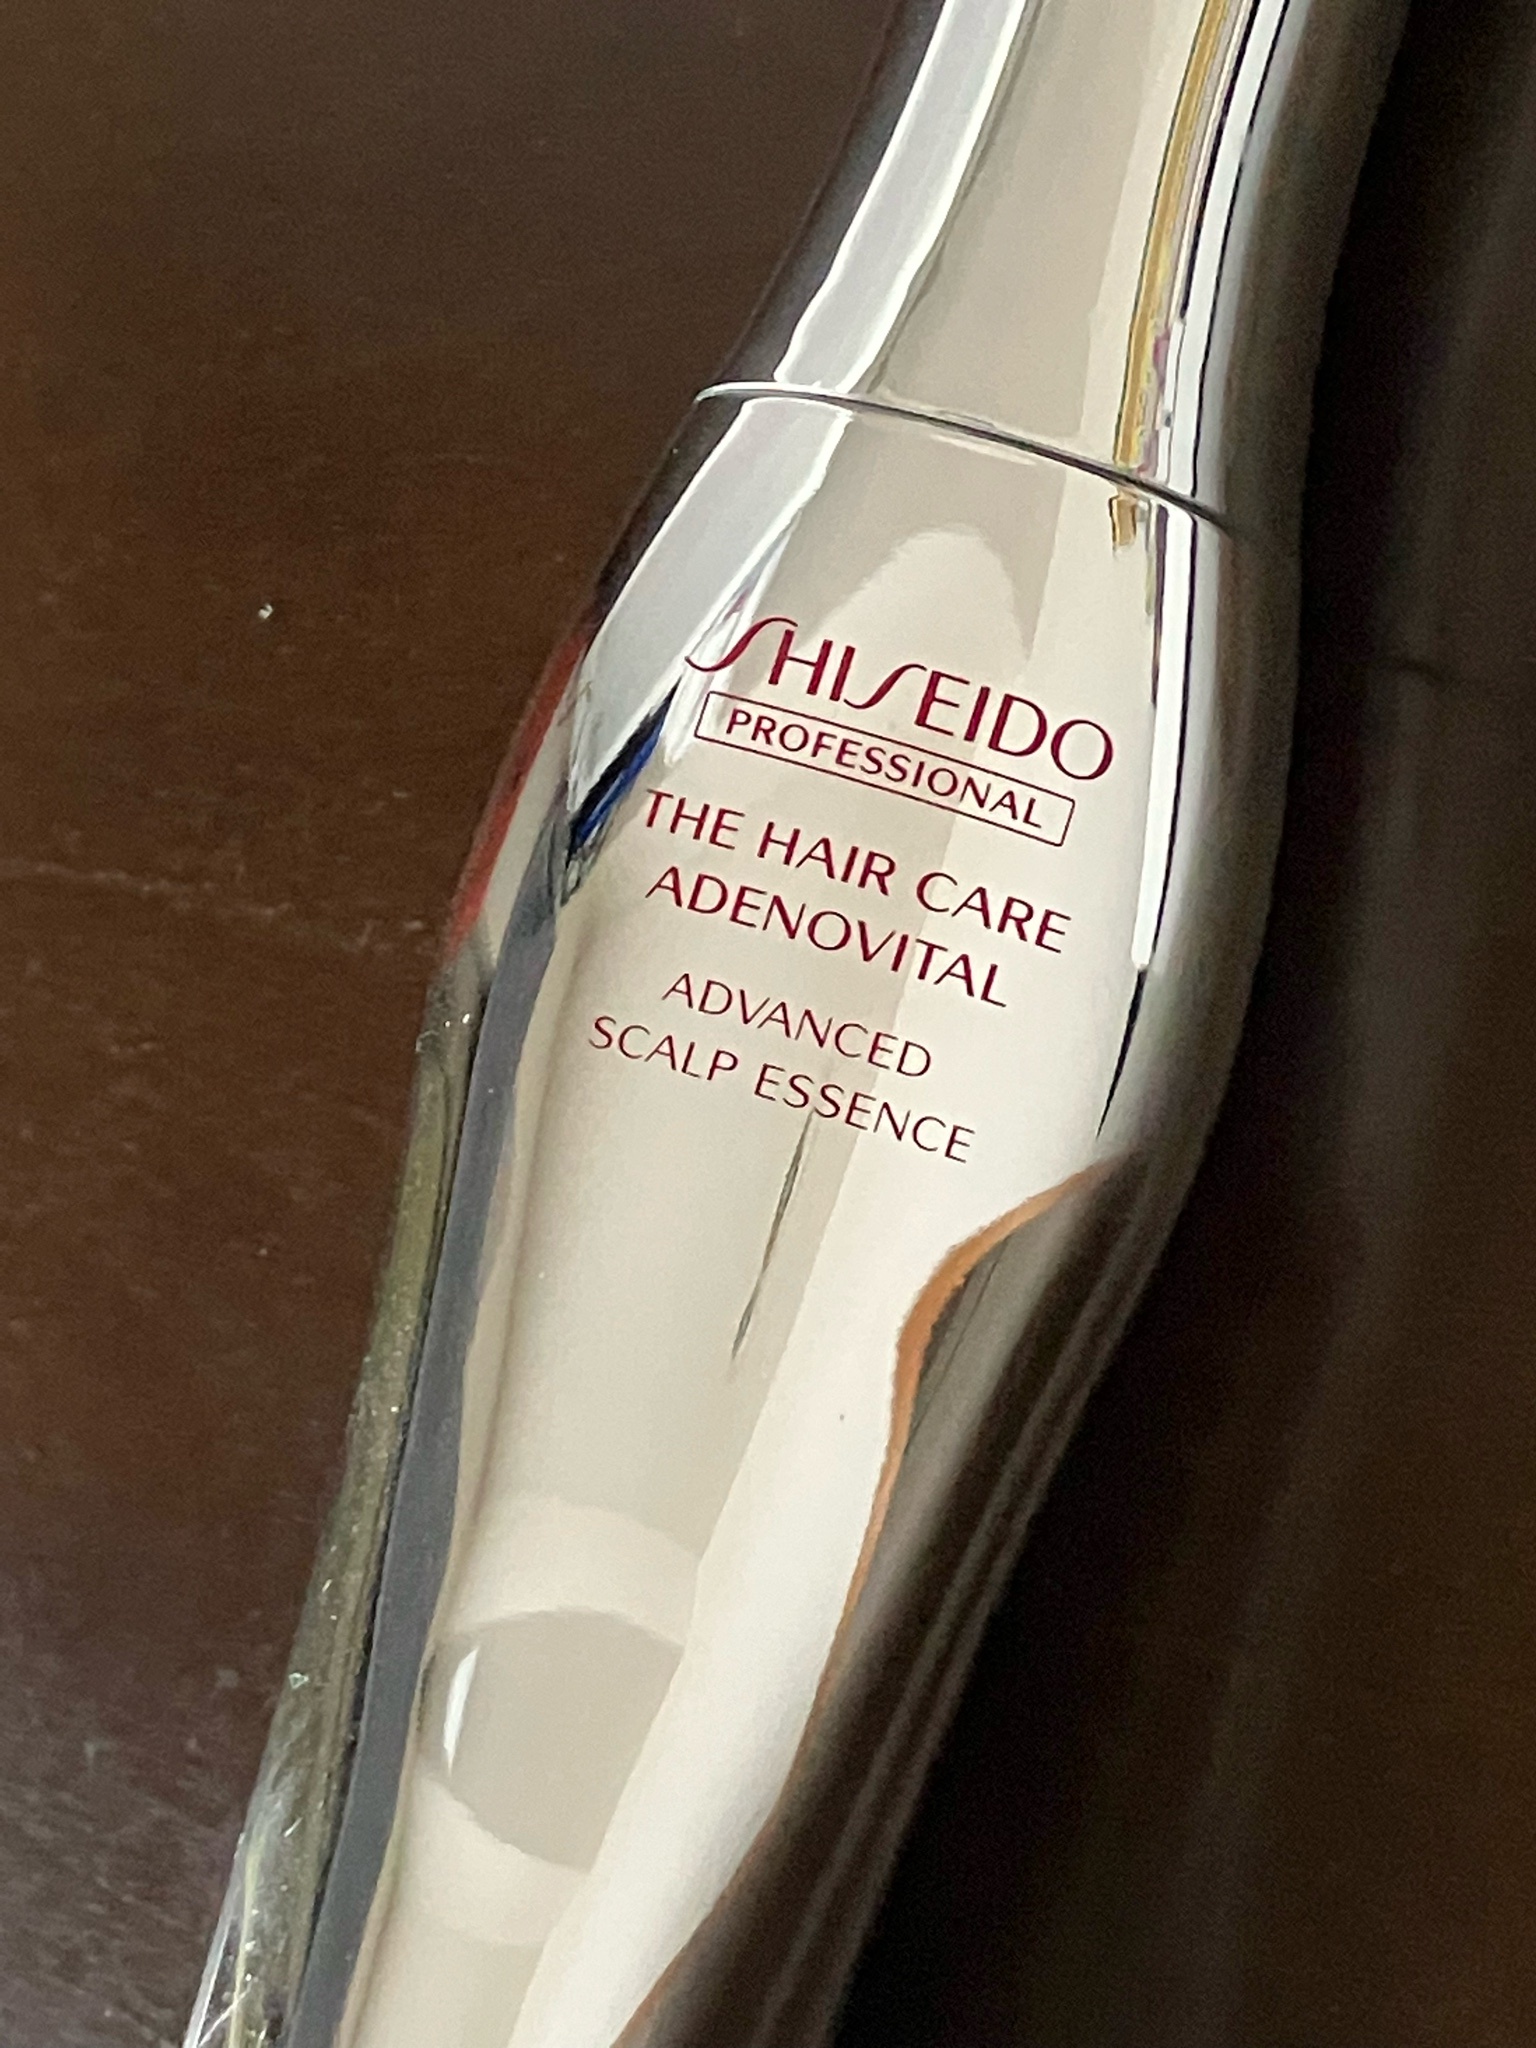 SHISEIDO
PROFESSIONAL
THE HAIR CARE
ADENOVITAL
ADVANCED
SCALP ESSENCE